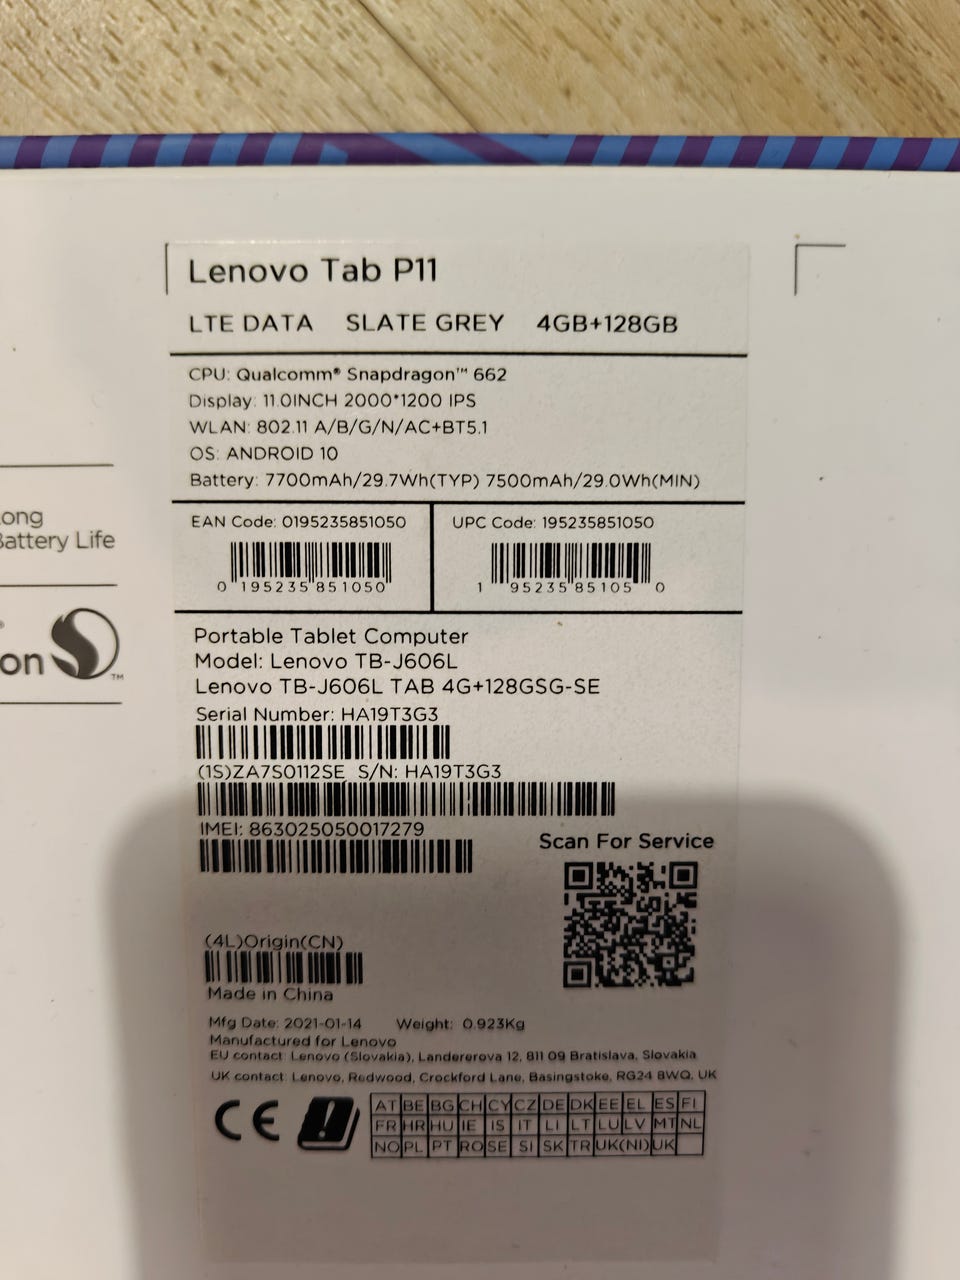 Lenovo Tab P11
LTE DATA SLATE GREY 4GB+128GB
CPU: Qualcomm® Snapdragon™ 662
Display: 11.0INCH 2000*1200 IPS
WLAN: 802.11 A/B/G/N/AC+BT5.1
OS: ANDROID 10
Battery: 7700mAh/29.7Wh(TYP) 7500mAh/29.0Wh(MIN)
EAN Code: 0195235851050
0 195235 851050
UPC Code: 195235851050
1 95235 85105 0
ong
Battery Life
on
™
Portable Tablet Computer
Model: Lenovo TB-J606L
Lenovo TB-J606L TAB 4G+128GSG-SE
Serial Number: HA19T3G3
(1S)ZA7S0112SE S/N: HA19T3G3
IMEI: 863025050017279
Scan For Service
(4L)Origin(CN)
Made in China
Mfg Date: 2021-01-14 Weight: 0.923Kg
Manufactured for Lenovo
EU contact: Lenovo (Slovakia), Landererova 12, 811 09 Bratislava, Slovakia
UK contact: Lenovo, Redwood, Crockford Lane, Basingstoke, RG24 8WQ, UK
CE
AT BE BG CH CY CZ DE DK EE EL ES FI
FR HR HU IE IS IT LI LT LU LV MT NL
NO PL PT RO SE SI SK TR UK(NI) UK